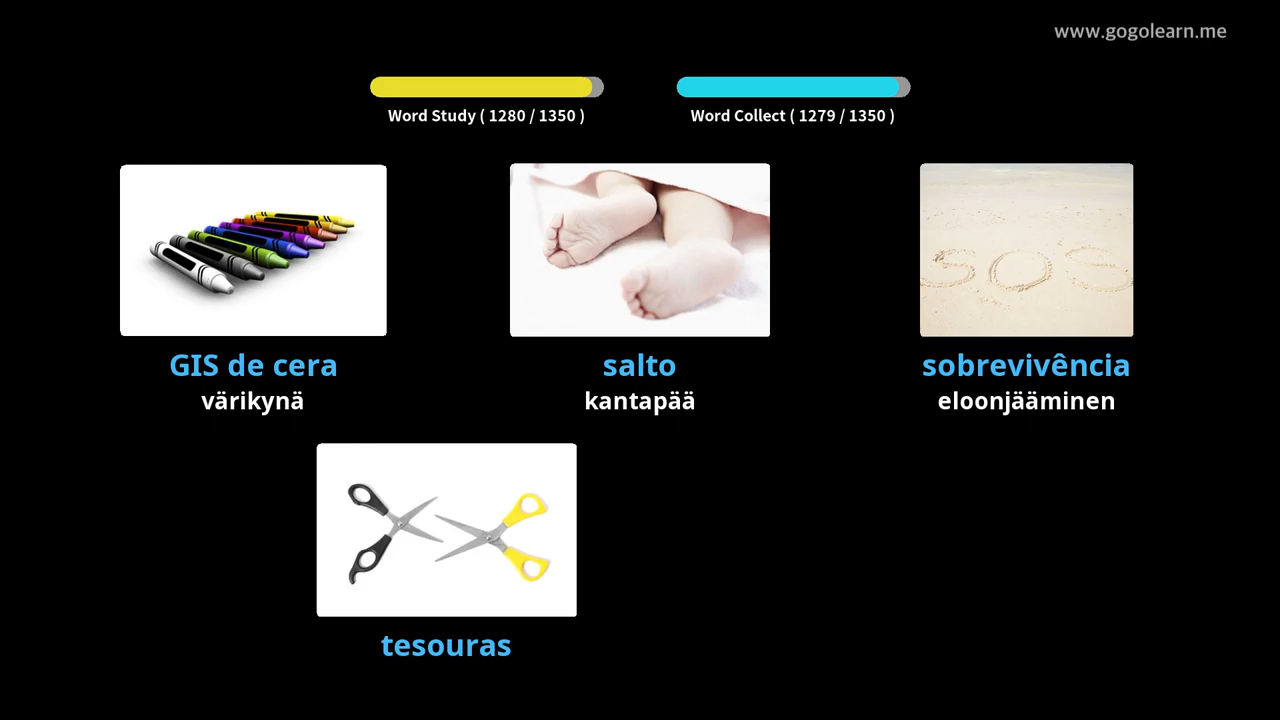 www.gogolearn.me
Word Study ( 1280 / 1350 )
Word Collect ( 1279 / 1350 )
GIS de cera
värikynä
salto
kantapää
sobrevivência
eloonjääminen
SOS
tesouras